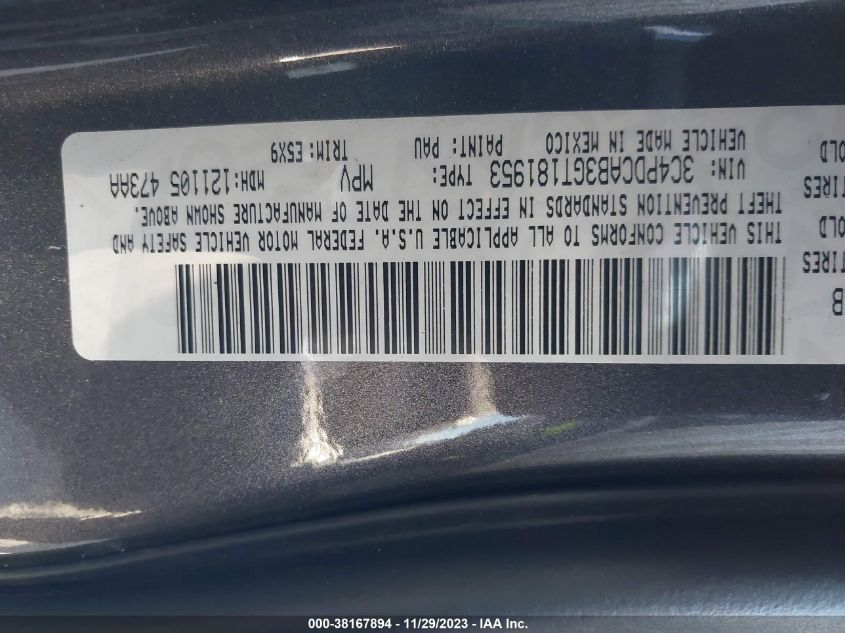 THIS VEHICLE CONFORMS TO ALL APPLICABLE U.S.A. FEDERAL MOTOR VEHICLE SAFETY AND
THEFT PREVENTION STANDARDS IN EFFECT ON THE DATE OF MANUFACTURE SHOWN ABOVE.
VIN: 3C4PDCAB3GT181953 TYPE: MPV MDH:121105 473AA
VEHICLE MADE IN MEXICO PAINT: PAU TRIM: E5X9
B
TIRES
OLD
TIRES
OLD
000-38167894 - 11/29/2023 - IAA Inc.